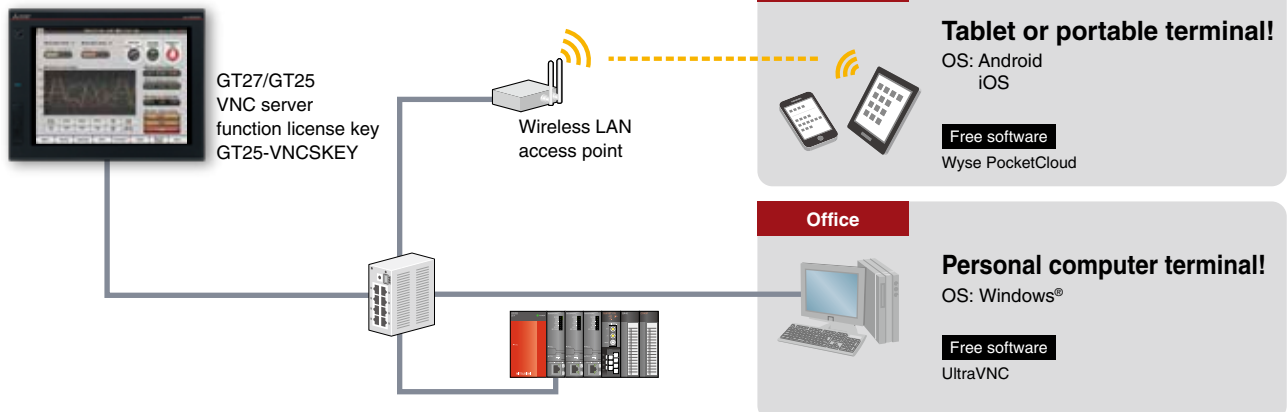 GT27/GT25
VNC server
function license key
GT25-VNCSKEY
Wireless LAN
access point
Tablet or portable terminal!
OS: Android
iOS
Free software
Wyse PocketCloud
Office
Personal computer terminal!
OS: Windows®
Free software
UltraVNC